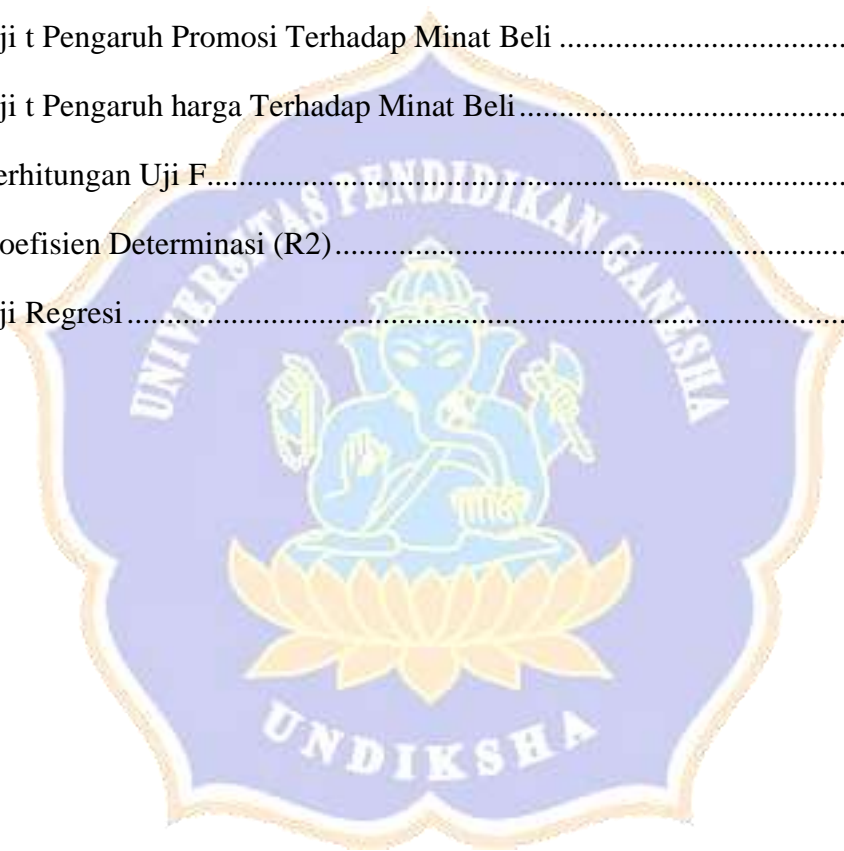 ji t Pengaruh Promosi Terhadap Minat Beli ....................................
ji t Pengaruh harga Terhadap Minat Beli .........................................
erhitungan Uji F.................................................................................
oefisien Determinasi (R2).................................................................
ji Regresi ...........................................................................................
UNIVERSITAS PENDIDIKAN GANESHA
UNDIKSHA